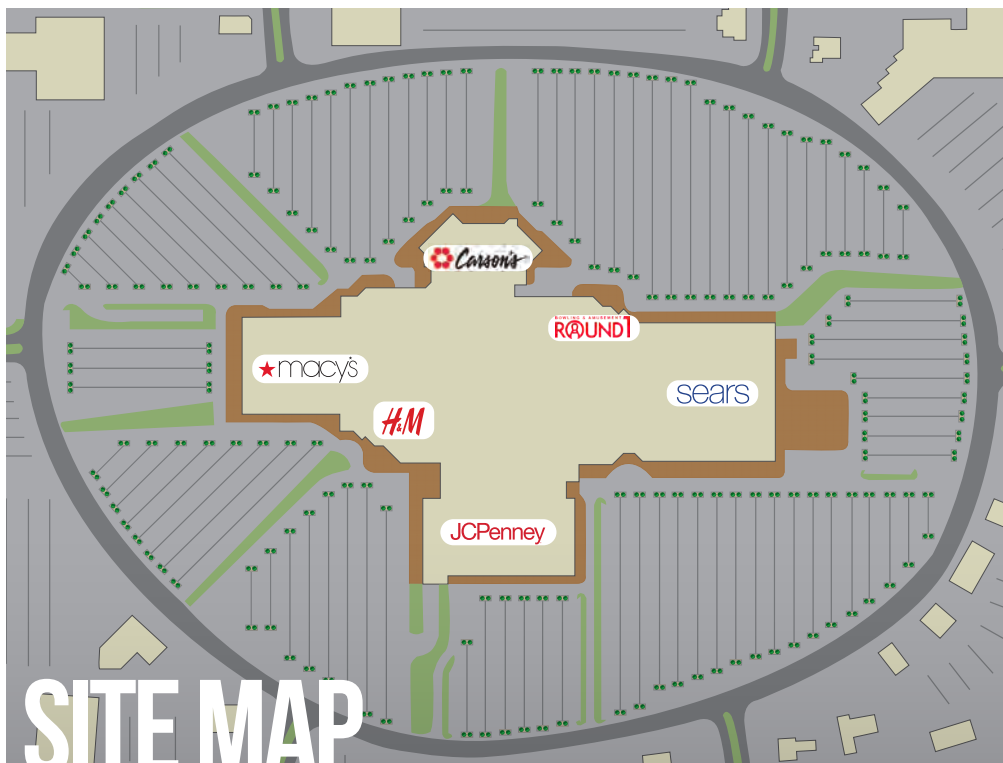 Carson's
BOWLING & AMUSEMENT
ROUND1
macy's
sears
H&M
JCPenney
SITE MAP